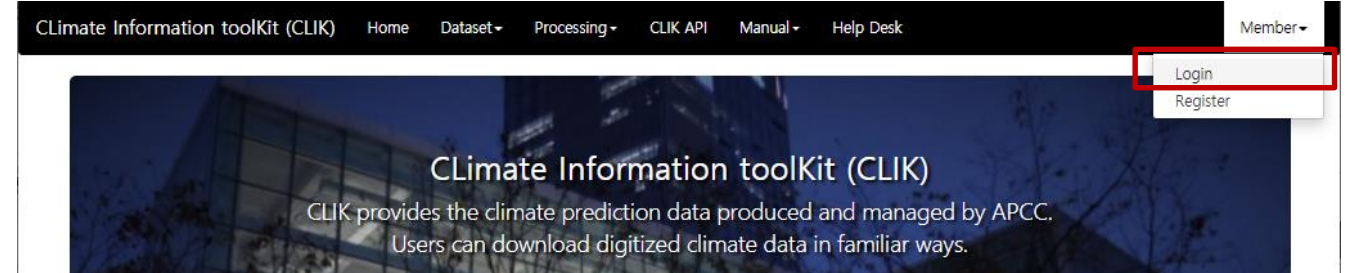 CLimate Information toolKit (CLIK) Home Dataset Processing CLIK API Manual Help Desk Member
Login
Register
CLimate Information toolKit (CLIK)
CLIK provides the climate prediction data produced and managed by APCC.
Users can download digitized climate data in familiar ways.